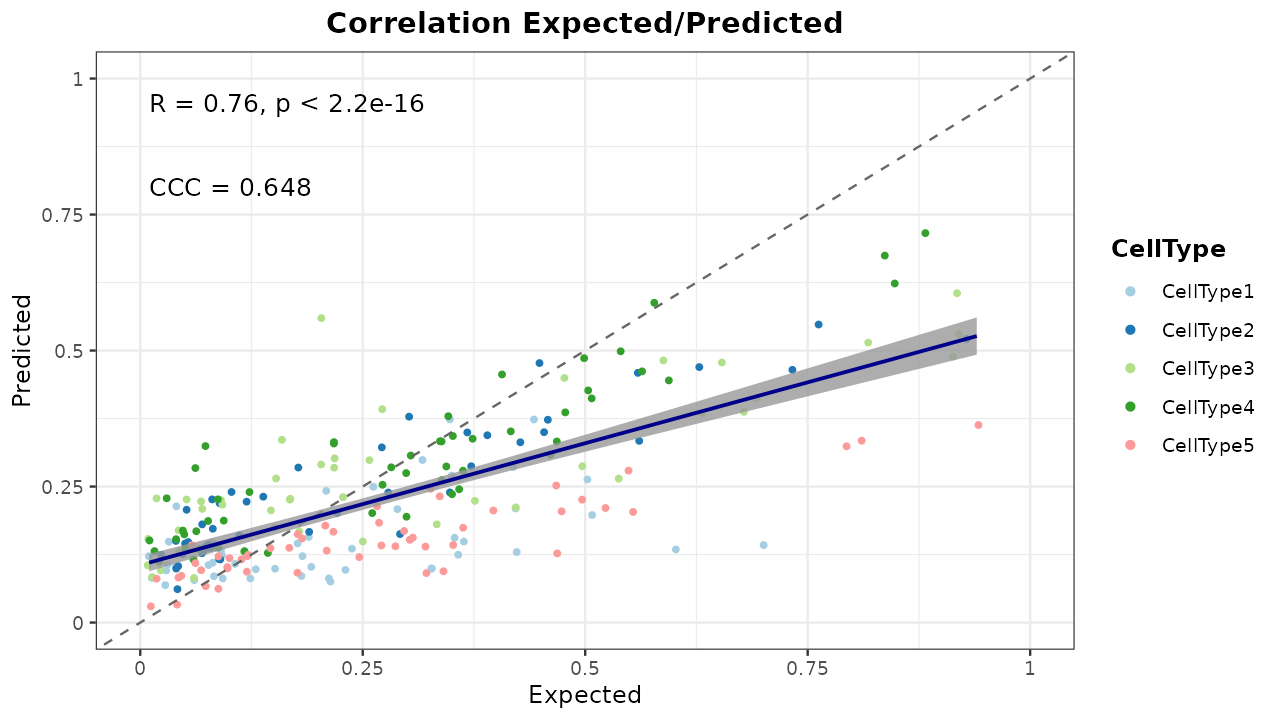 Correlation Expected/Predicted
R = 0.76, p < 2.2e-16
CCC = 0.648
1
0.75
0.5
0.25
0
Predicted
0
0.25
0.5
0.75
1
Expected
CellType
CellType1
CellType2
CellType3
CellType4
CellType5